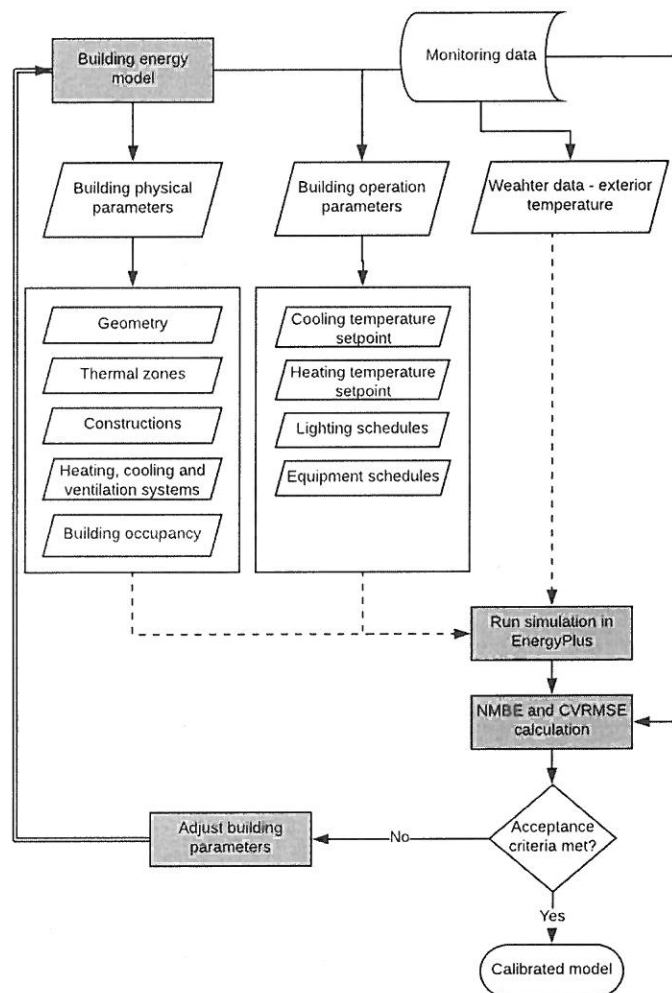 Building energy
model
Monitoring data
Building physical
parameters
Building operation
parameters
Weahter data - exterior
temperature
Geometry
Thermal zones
Constructions
Heating, cooling and
ventilation systems
Building occupancy
Cooling temperature
setpoint
Heating temperature
setpoint
Lighting schedules
Equipment schedules
Run simulation in
EnergyPlus
NMBE and CVRMSE
calculation
Acceptance
criteria met?
No
Adjust building
parameters
Yes
Calibrated model